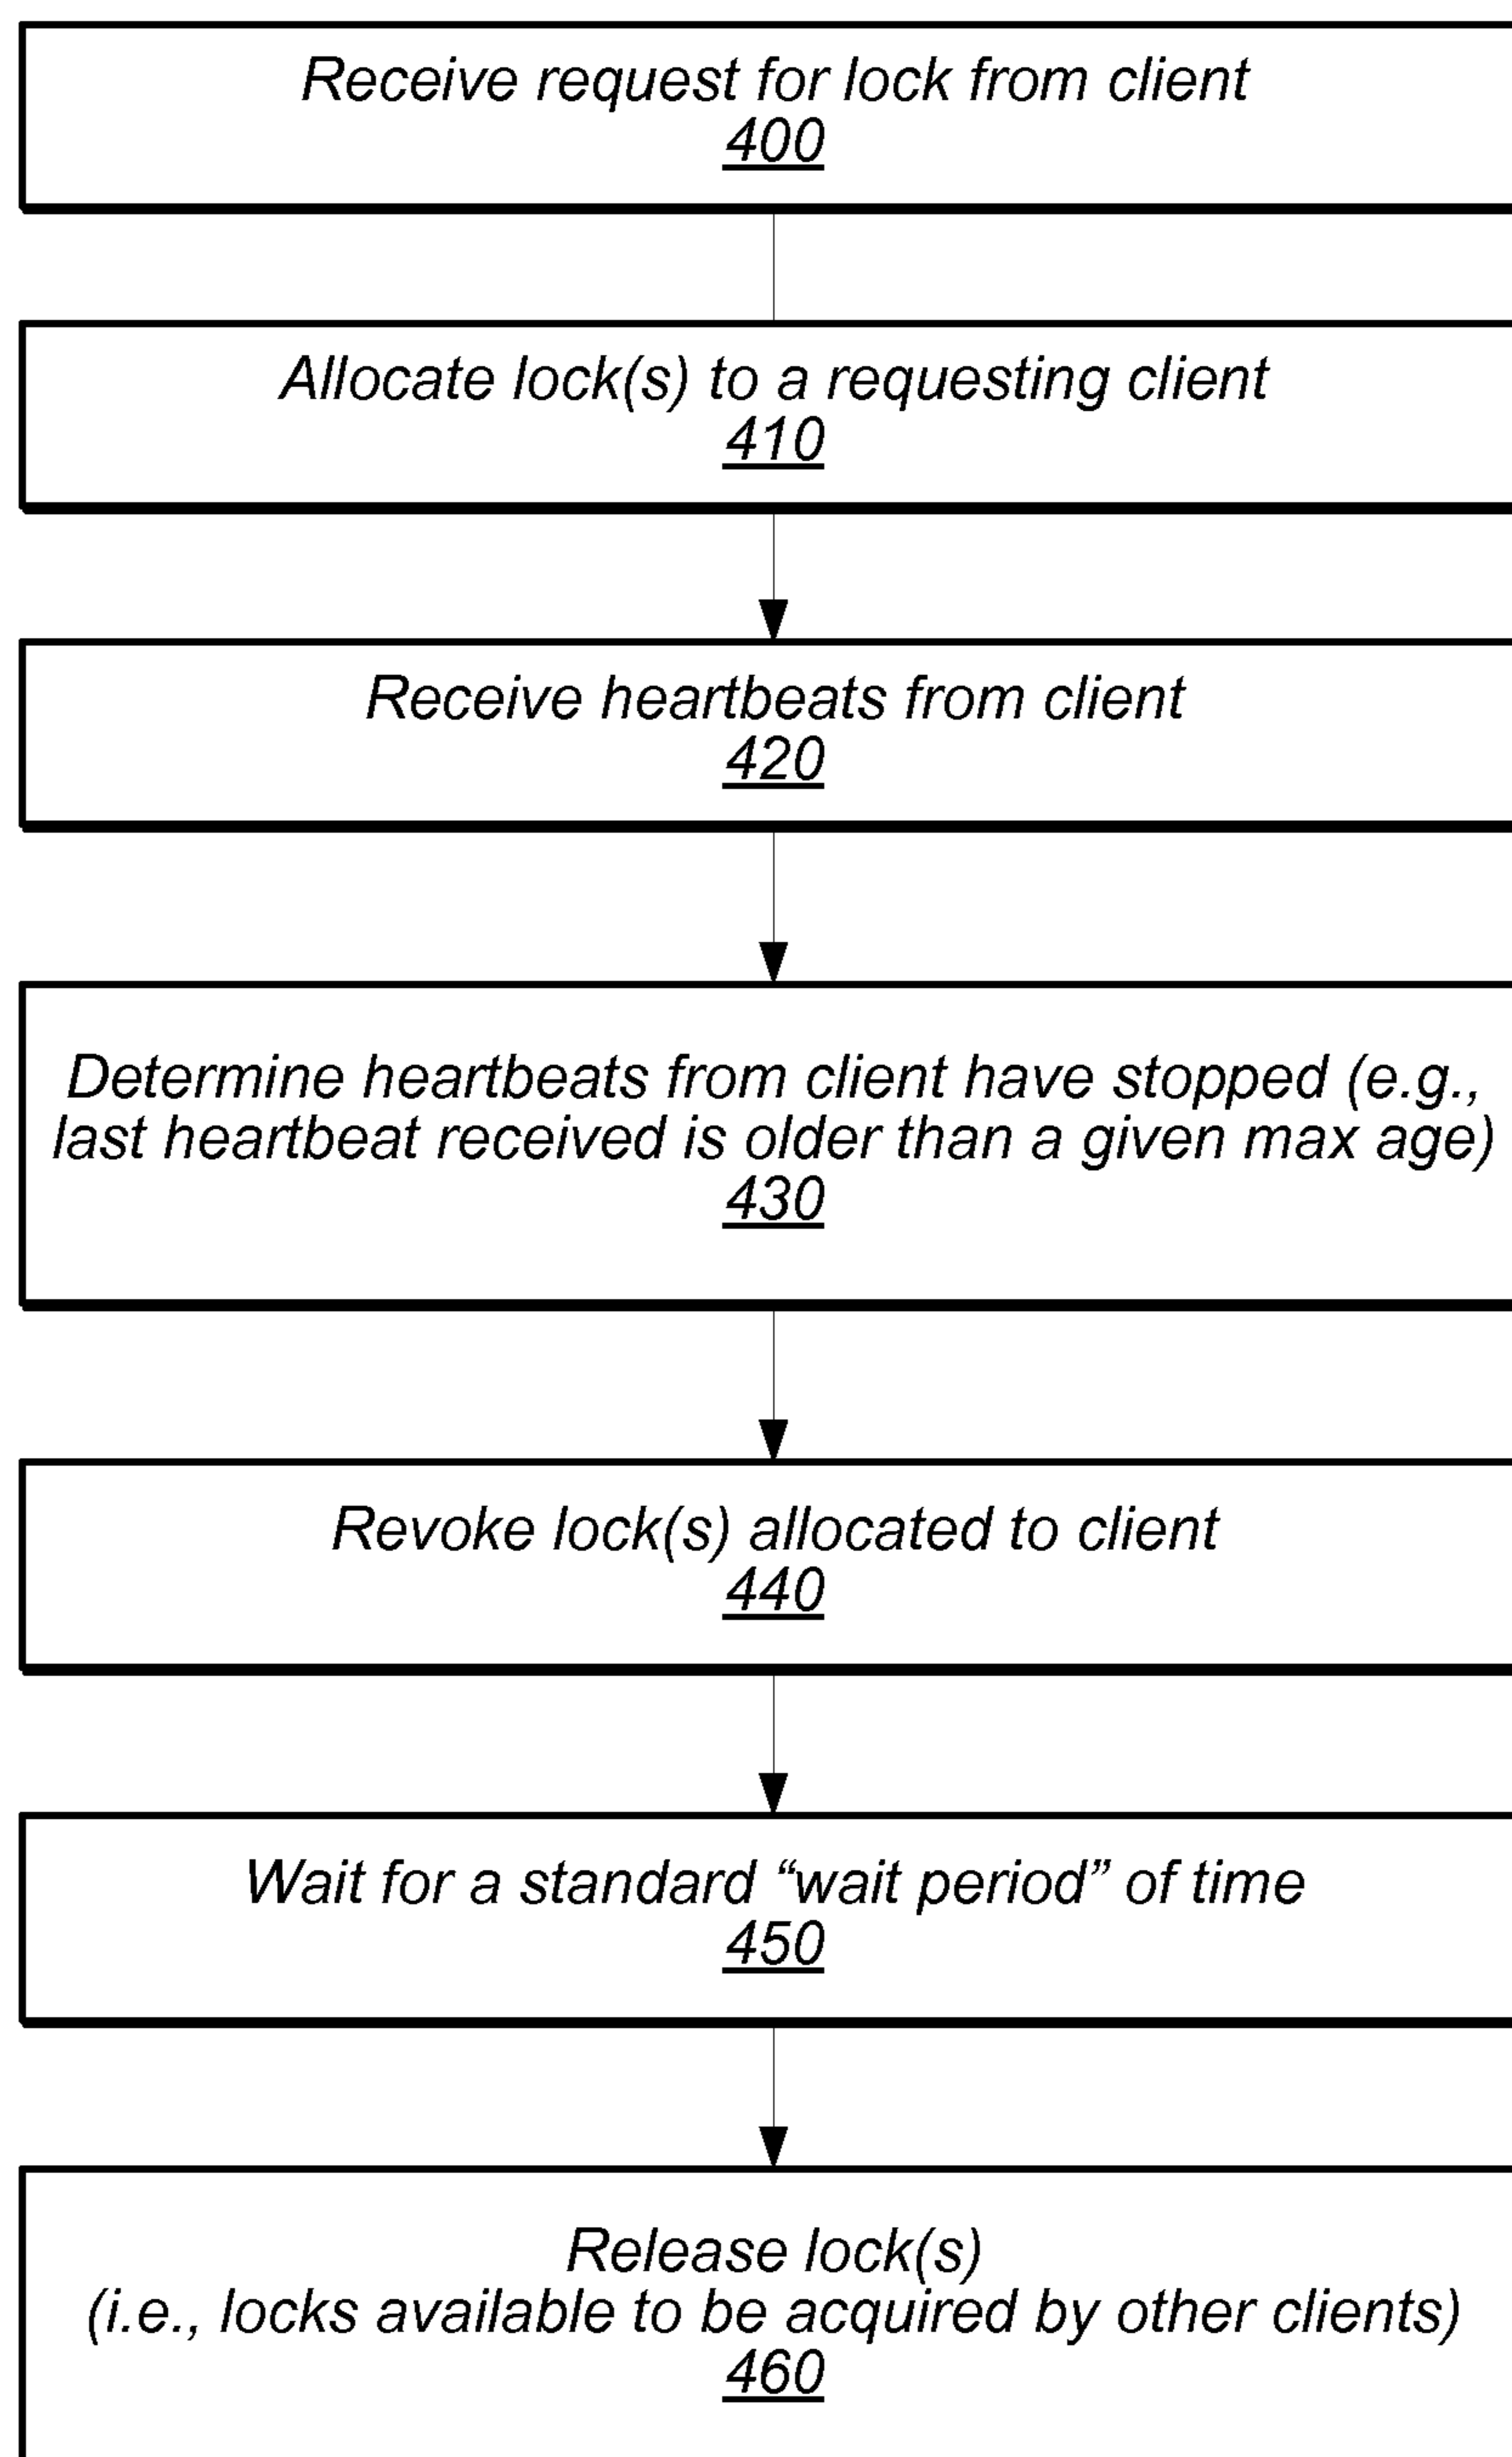 Receive request for lock from client
400
Allocate lock(s) to a requesting client
410
Receive heartbeats from client
420
Determine heartbeats from client have stopped (e.g.,
last heartbeat received is older than a given max age)
430
Revoke lock(s) allocated to client
440
Wait for a standard “wait period” of time
450
Release lock(s)
(i.e., locks available to be acquired by other clients)
460